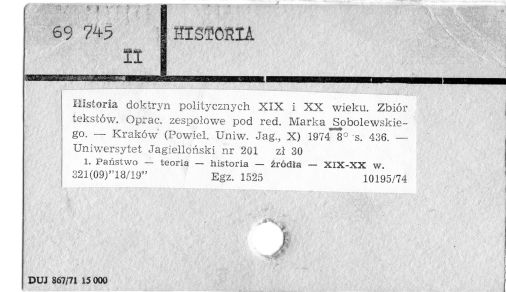 69 745
II
HISTORIA
Historia doktryn politycznych XIX i XX wieku. Zbiór
tekstów. Oprac. zespołowe pod red. Marka Sobolewskie-
go. — Kraków (Powiel. Uniw. Jag., X) 1974 8° s. 436. —
Uniwersytet Jagielloński nr 201 zł 30
1. Państwo — teoria — historia — źródła — XIX-XX w.
321(09)"18/19" Egz. 1525 10195/74
DUJ 867/71 15 000